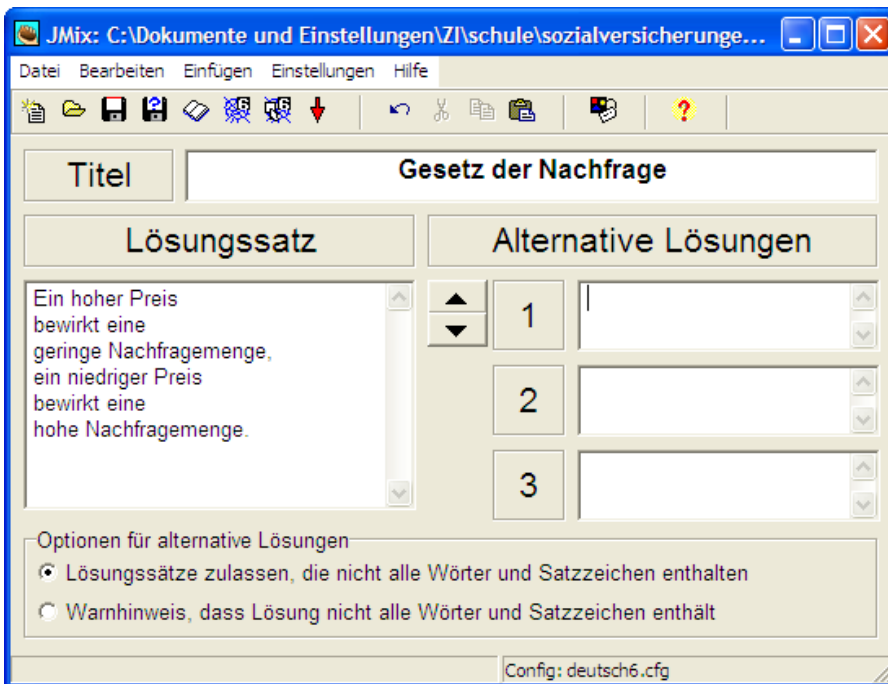 JMix: C:\Dokumente und Einstellungen\ZI\schule\sozialversicherunge...
Datei Bearbeiten Einfügen Einstellungen Hilfe
Titel
Gesetz der Nachfrage
Lösungssatz
Alternative Lösungen
Ein hoher Preis
bewirkt eine
geringe Nachfragemenge,
ein niedriger Preis
bewirkt eine
hohe Nachfragemenge.
1
2
3
Optionen für alternative Lösungen
Lösungssätze zulassen, die nicht alle Wörter und Satzzeichen enthalten
Warnhinweis, dass Lösung nicht alle Wörter und Satzzeichen enthält
Config: deutsch6.cfg